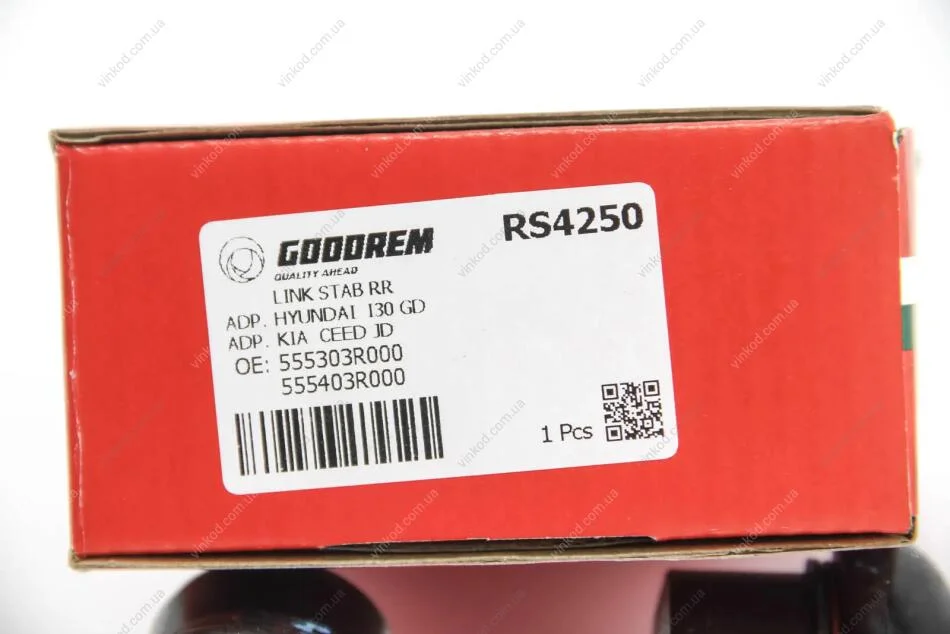 GOODREM
QUALITY AHEAD
RS4250
LINK STAB RR
ADP. HYUNDAI I30 GD
ADP. KIA CEED JD
OE: 555303R000
555403R000
1 Pcs
vinkod.com.ua